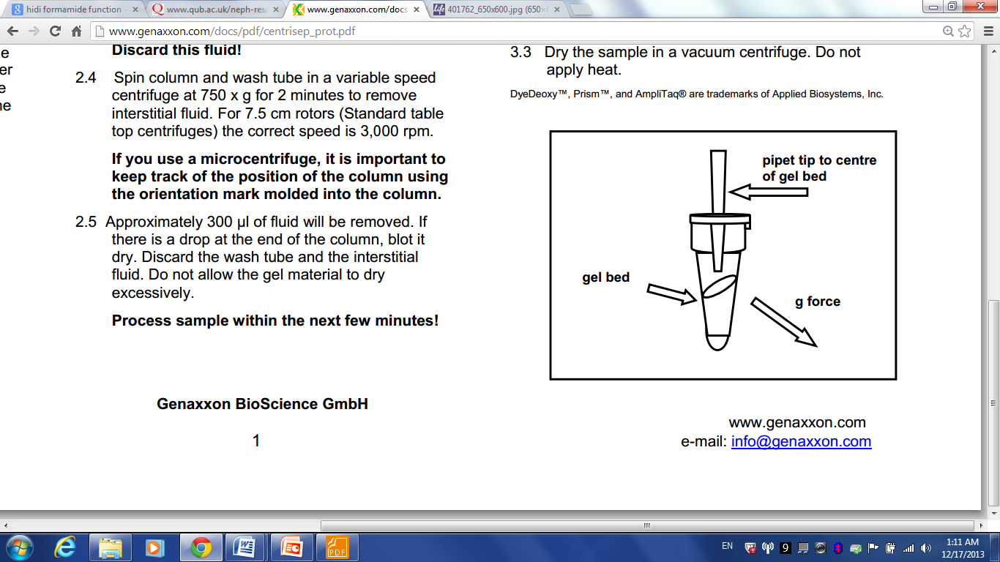 hidi formamide function -
www.qub.ac.uk/neph-res
www.genaxxon.com/docs
401762_650x600.jpg (650×
www.genaxxon.com/docs/pdf/centrisep_prot.pdf
e
er
e
ne
Discard this fluid!
2.4 Spin column and wash tube in a variable speed
centrifuge at 750 x g for 2 minutes to remove
interstitial fluid. For 7.5 cm rotors (Standard table
top centrifuges) the correct speed is 3,000 rpm.
If you use a microcentrifuge, it is important to
keep track of the position of the column using
the orientation mark molded into the column.
2.5 Approximately 300 µl of fluid will be removed. If
there is a drop at the end of the column, blot it
dry. Discard the wash tube and the interstitial
fluid. Do not allow the gel material to dry
excessively.
Process sample within the next few minutes!
Genaxxon BioScience GmbH
1
3.3 Dry the sample in a vacuum centrifuge. Do not
apply heat.
DyeDeoxy™, Prism™, and AmpliTaq® are trademarks of Applied Biosystems, Inc.
pipet tip to centre
of gel bed
gel bed
g force
www.genaxxon.com
e-mail: info@genaxxon.com
PDF
EN
9
1:11 AM
12/17/2013